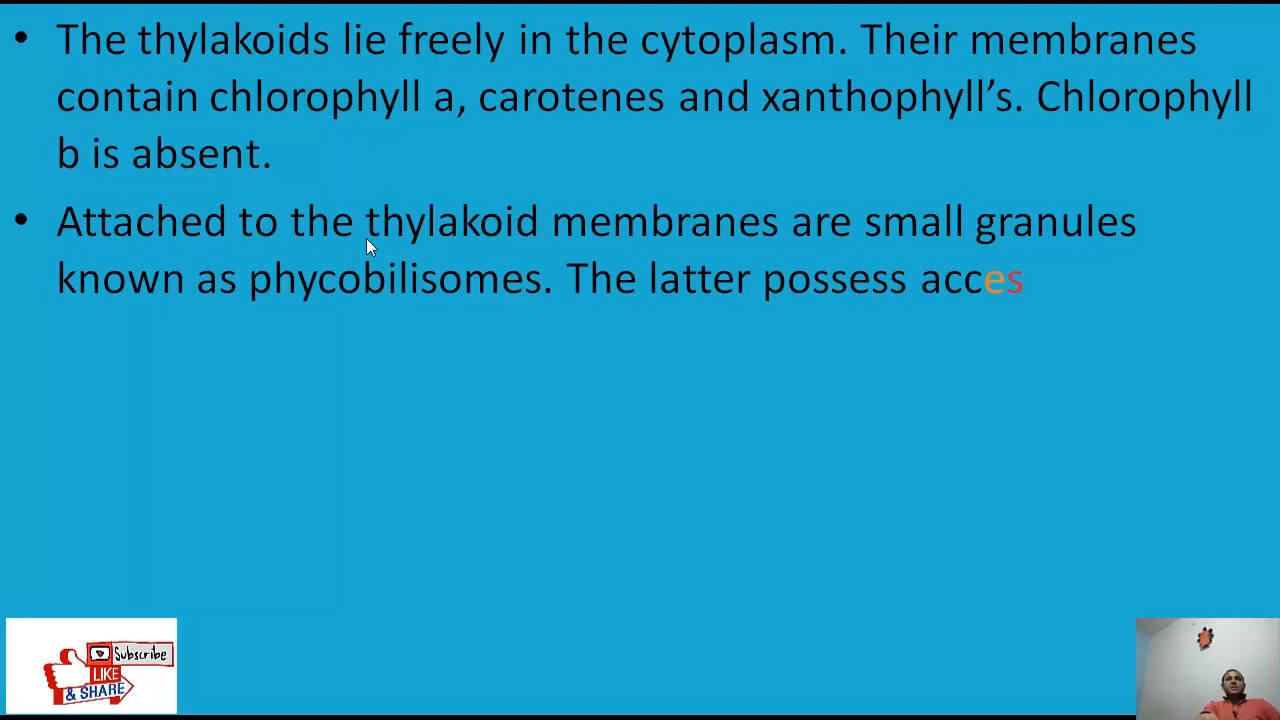 • The thylakoids lie freely in the cytoplasm. Their membranes
contain chlorophyll a, carotenes and xanthophyll’s. Chlorophyll
b is absent.
• Attached to the thylakoid membranes are small granules
known as phycobilisomes. The latter possess acces
Subscribe
LIKE
& SHARE